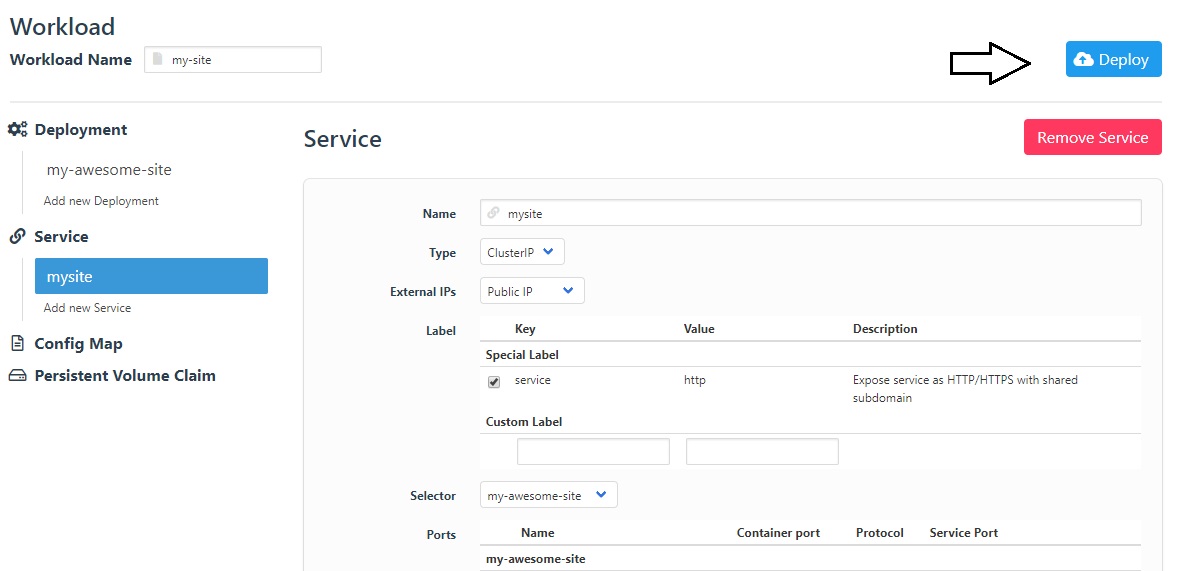 Workload
Workload Name my-site
Deploy
Deployment
my-awesome-site
Add new Deployment
Service
mysite
Add new Service
Config Map
Persistent Volume Claim
Service
Remove Service
Name mysite
Type ClusterIP
External IPs Public IP
Label Key Value Description
Special Label
service http Expose service as HTTP/HTTPS with shared
subdomain
Custom Label
Selector my-awesome-site
Ports Name Container port Protocol Service Port
my-awesome-site